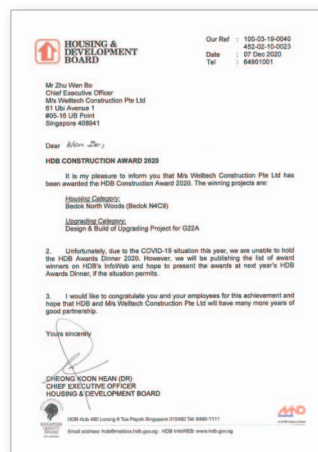 HOUSING &
DEVELOPMENT
BOARD
Our Ref : 100-03-19-0040
452-02-10-0023
Date : 07 Dec 2020
Tel : 64901001
Mr Zhu Wen Bo
Chief Executive Officer
M/s Welltech Construction Pte Ltd
61 Ubi Avenue 1
#05-16 UB Point
Singapore 408941
Dear Wen Bo,
HDB CONSTRUCTION AWARD 2020
It is my pleasure to inform you that M/s Welltech Construction Pte Ltd has
been awarded the HDB Construction Award 2020. The winning projects are:
Housing Category:
Bedok North Woods (Bedok N4C9)
Upgrading Category:
Design & Build of Upgrading Project for G22A
2. Unfortunately, due to the COVID-19 situation this year, we are unable to hold
the HDB Awards Dinner 2020. However, we will be publishing the list of award
winners on HDB's InfoWeb and hope to present the awards at next year's HDB
Awards Dinner, if the situation permits.
3. I would like to congratulate you and your employees for this achievement and
hope that HDB and M/s Welltech Construction Pte Ltd will have many more years of
good partnership.
Yours sincerely
CHEONG KOON HEAN (DR)
CHIEF EXECUTIVE OFFICER
HOUSING & DEVELOPMENT BOARD
SINGAPORE
QUALITY
AWARD
HDB Hub 480 Lorong 6 Toa Payoh Singapore 310480 Tel: 6490-1111
Email address: hdb@mailbox.hdb.gov.sg · HDB InfoWEB: www.hdb.gov.sg